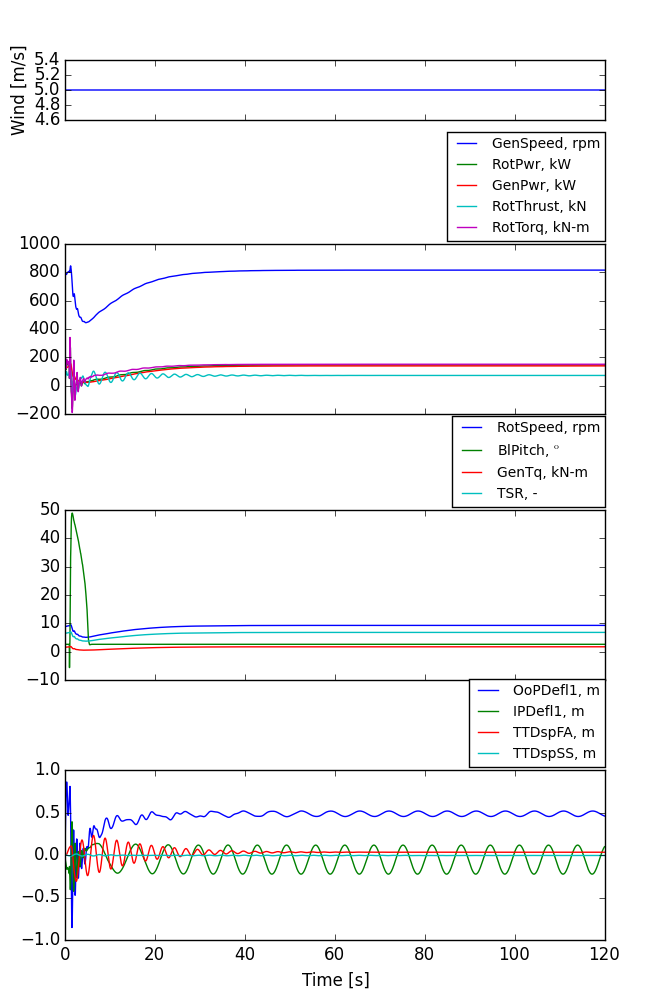 Wind [m/s]
5.4
5.2
5.0
4.8
4.6
GenSpeed, rpm
RotPwr, kW
GenPwr, kW
RotThrust, kN
RotTorq, kN-m
1000
800
600
400
200
0
−200
RotSpeed, rpm
BlPitch, °
GenTq, kN-m
TSR, -
50
40
30
20
10
0
−10
OoPDefl1, m
IPDefl1, m
TTDspFA, m
TTDspSS, m
1.0
0.5
0.0
−0.5
−1.0
0 20 40 60 80 100 120
Time [s]